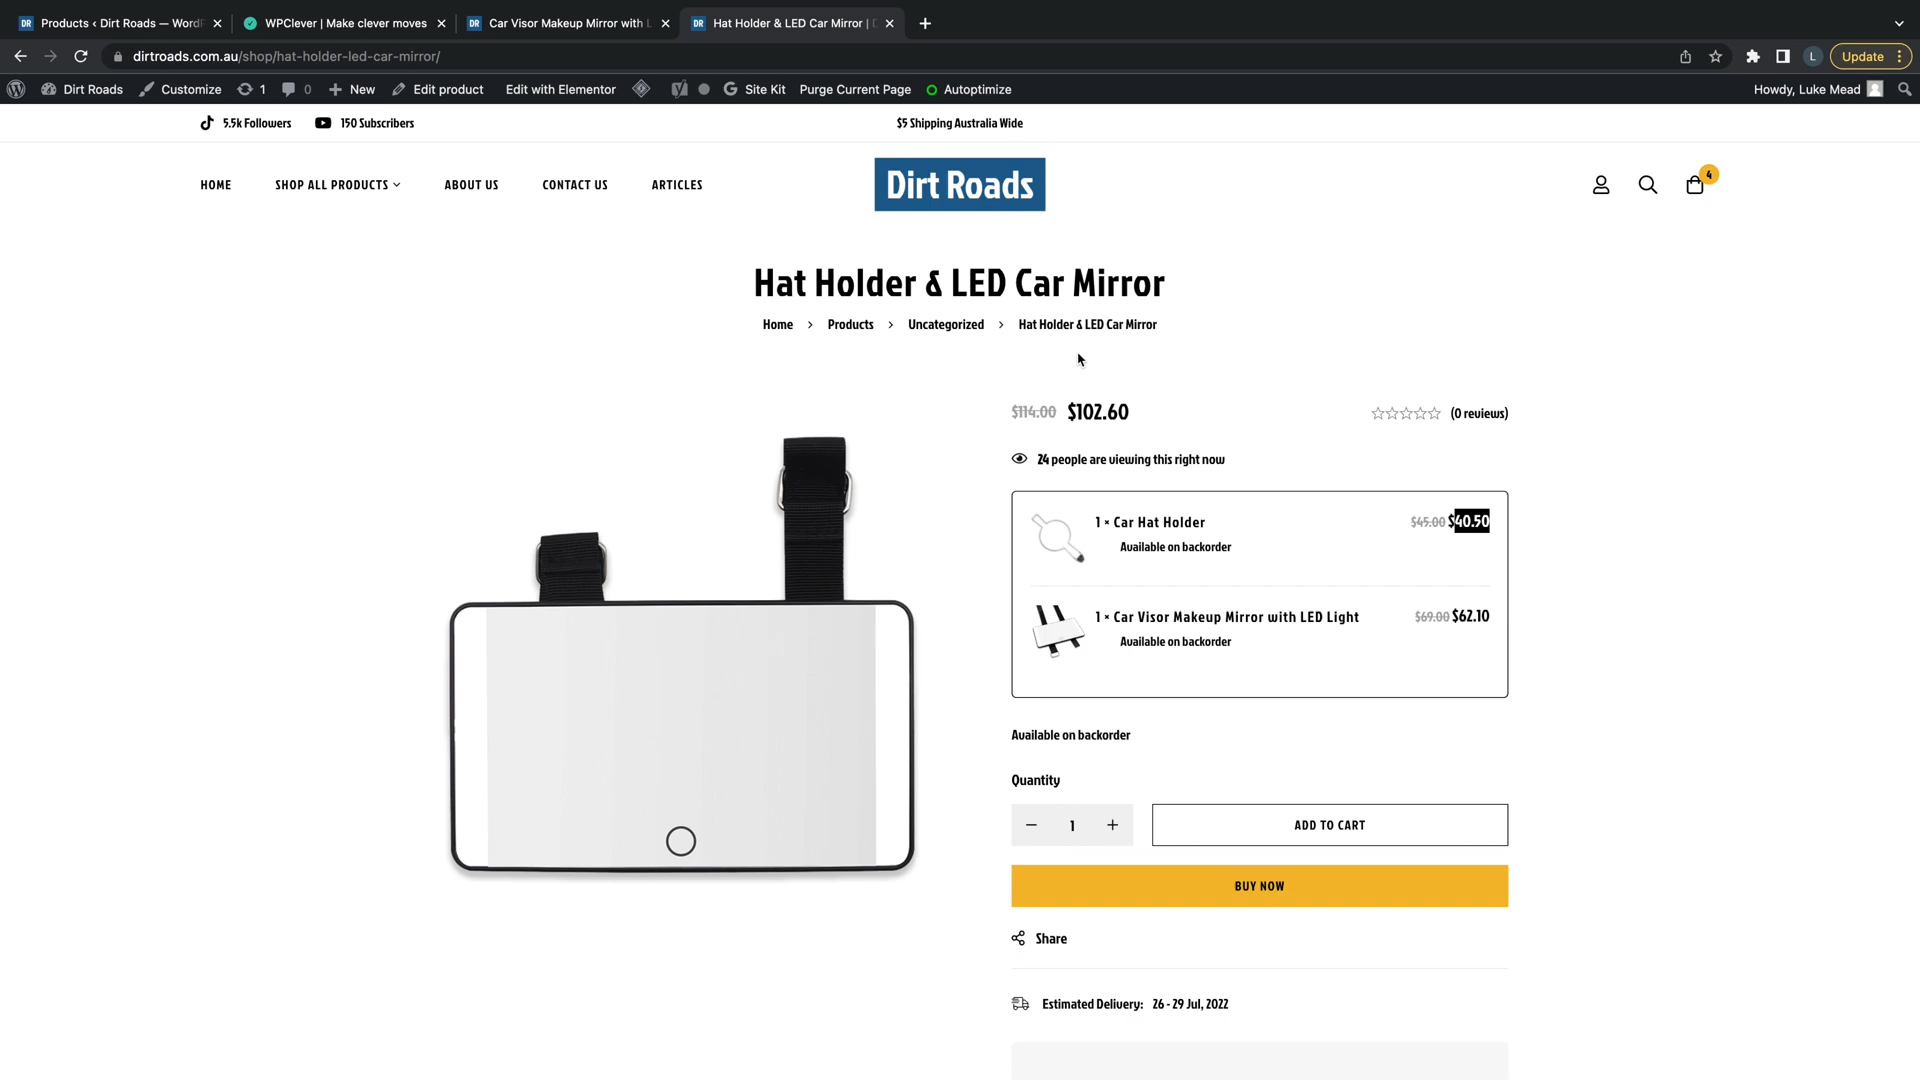 Products ‹ Dirt Roads — Word
WPClever | Make clever moves
Car Visor Makeup Mirror with
Hat Holder & LED Car Mirror |
dirtroads.com.au/shop/hat-holder-led-car-mirror/
L
Update
Dirt Roads
Customize
1
0
New
Edit product
Edit with Elementor
Site Kit
Purge Current Page
Autoptimize
Howdy, Luke Mead
5.5k Followers
150 Subscribers
$5 Shipping Australia Wide
HOME
SHOP ALL PRODUCTS
ABOUT US
CONTACT US
ARTICLES
Dirt Roads
4
Hat Holder & LED Car Mirror
Home > Products > Uncategorized > Hat Holder & LED Car Mirror
$114.00 $102.60
(0 reviews)
24 people are viewing this right now
1 × Car Hat Holder
$45.00 $40.50
Available on backorder
1 × Car Visor Makeup Mirror with LED Light
$69.00 $62.10
Available on backorder
Available on backorder
Quantity
− 1 +
ADD TO CART
BUY NOW
Share
Estimated Delivery: 26 - 29 Jul, 2022